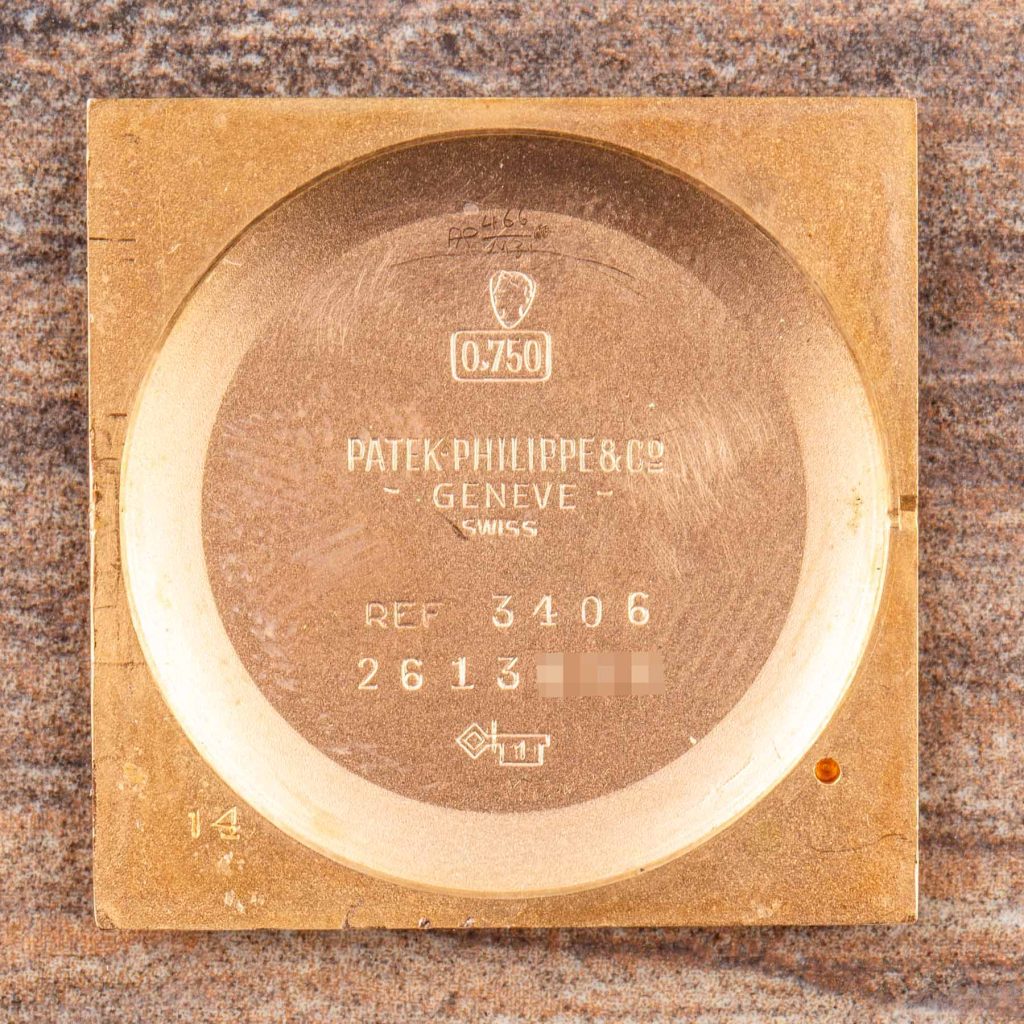 0,750
PATEK·PHILIPPE & Cº
- GENEVE -
SWISS
REF 3406
2613
14